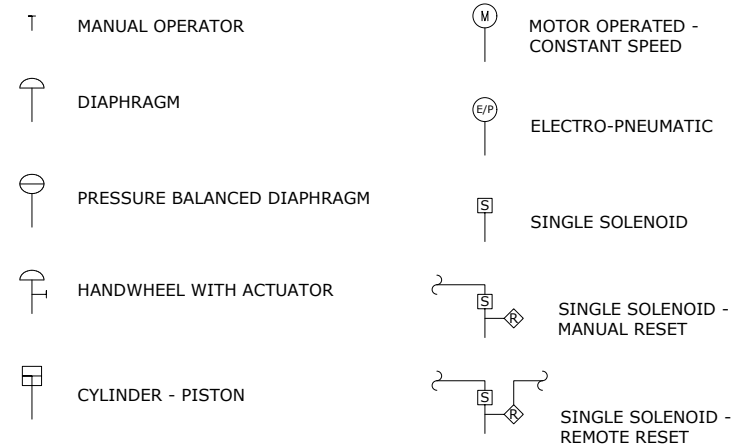 MANUAL OPERATOR
DIAPHRAGM
PRESSURE BALANCED DIAPHRAGM
HANDWHEEL WITH ACTUATOR
CYLINDER - PISTON
M
MOTOR OPERATED -
CONSTANT SPEED
E/P
ELECTRO-PNEUMATIC
S
SINGLE SOLENOID
S
R
SINGLE SOLENOID -
MANUAL RESET
S
R
SINGLE SOLENOID -
REMOTE RESET